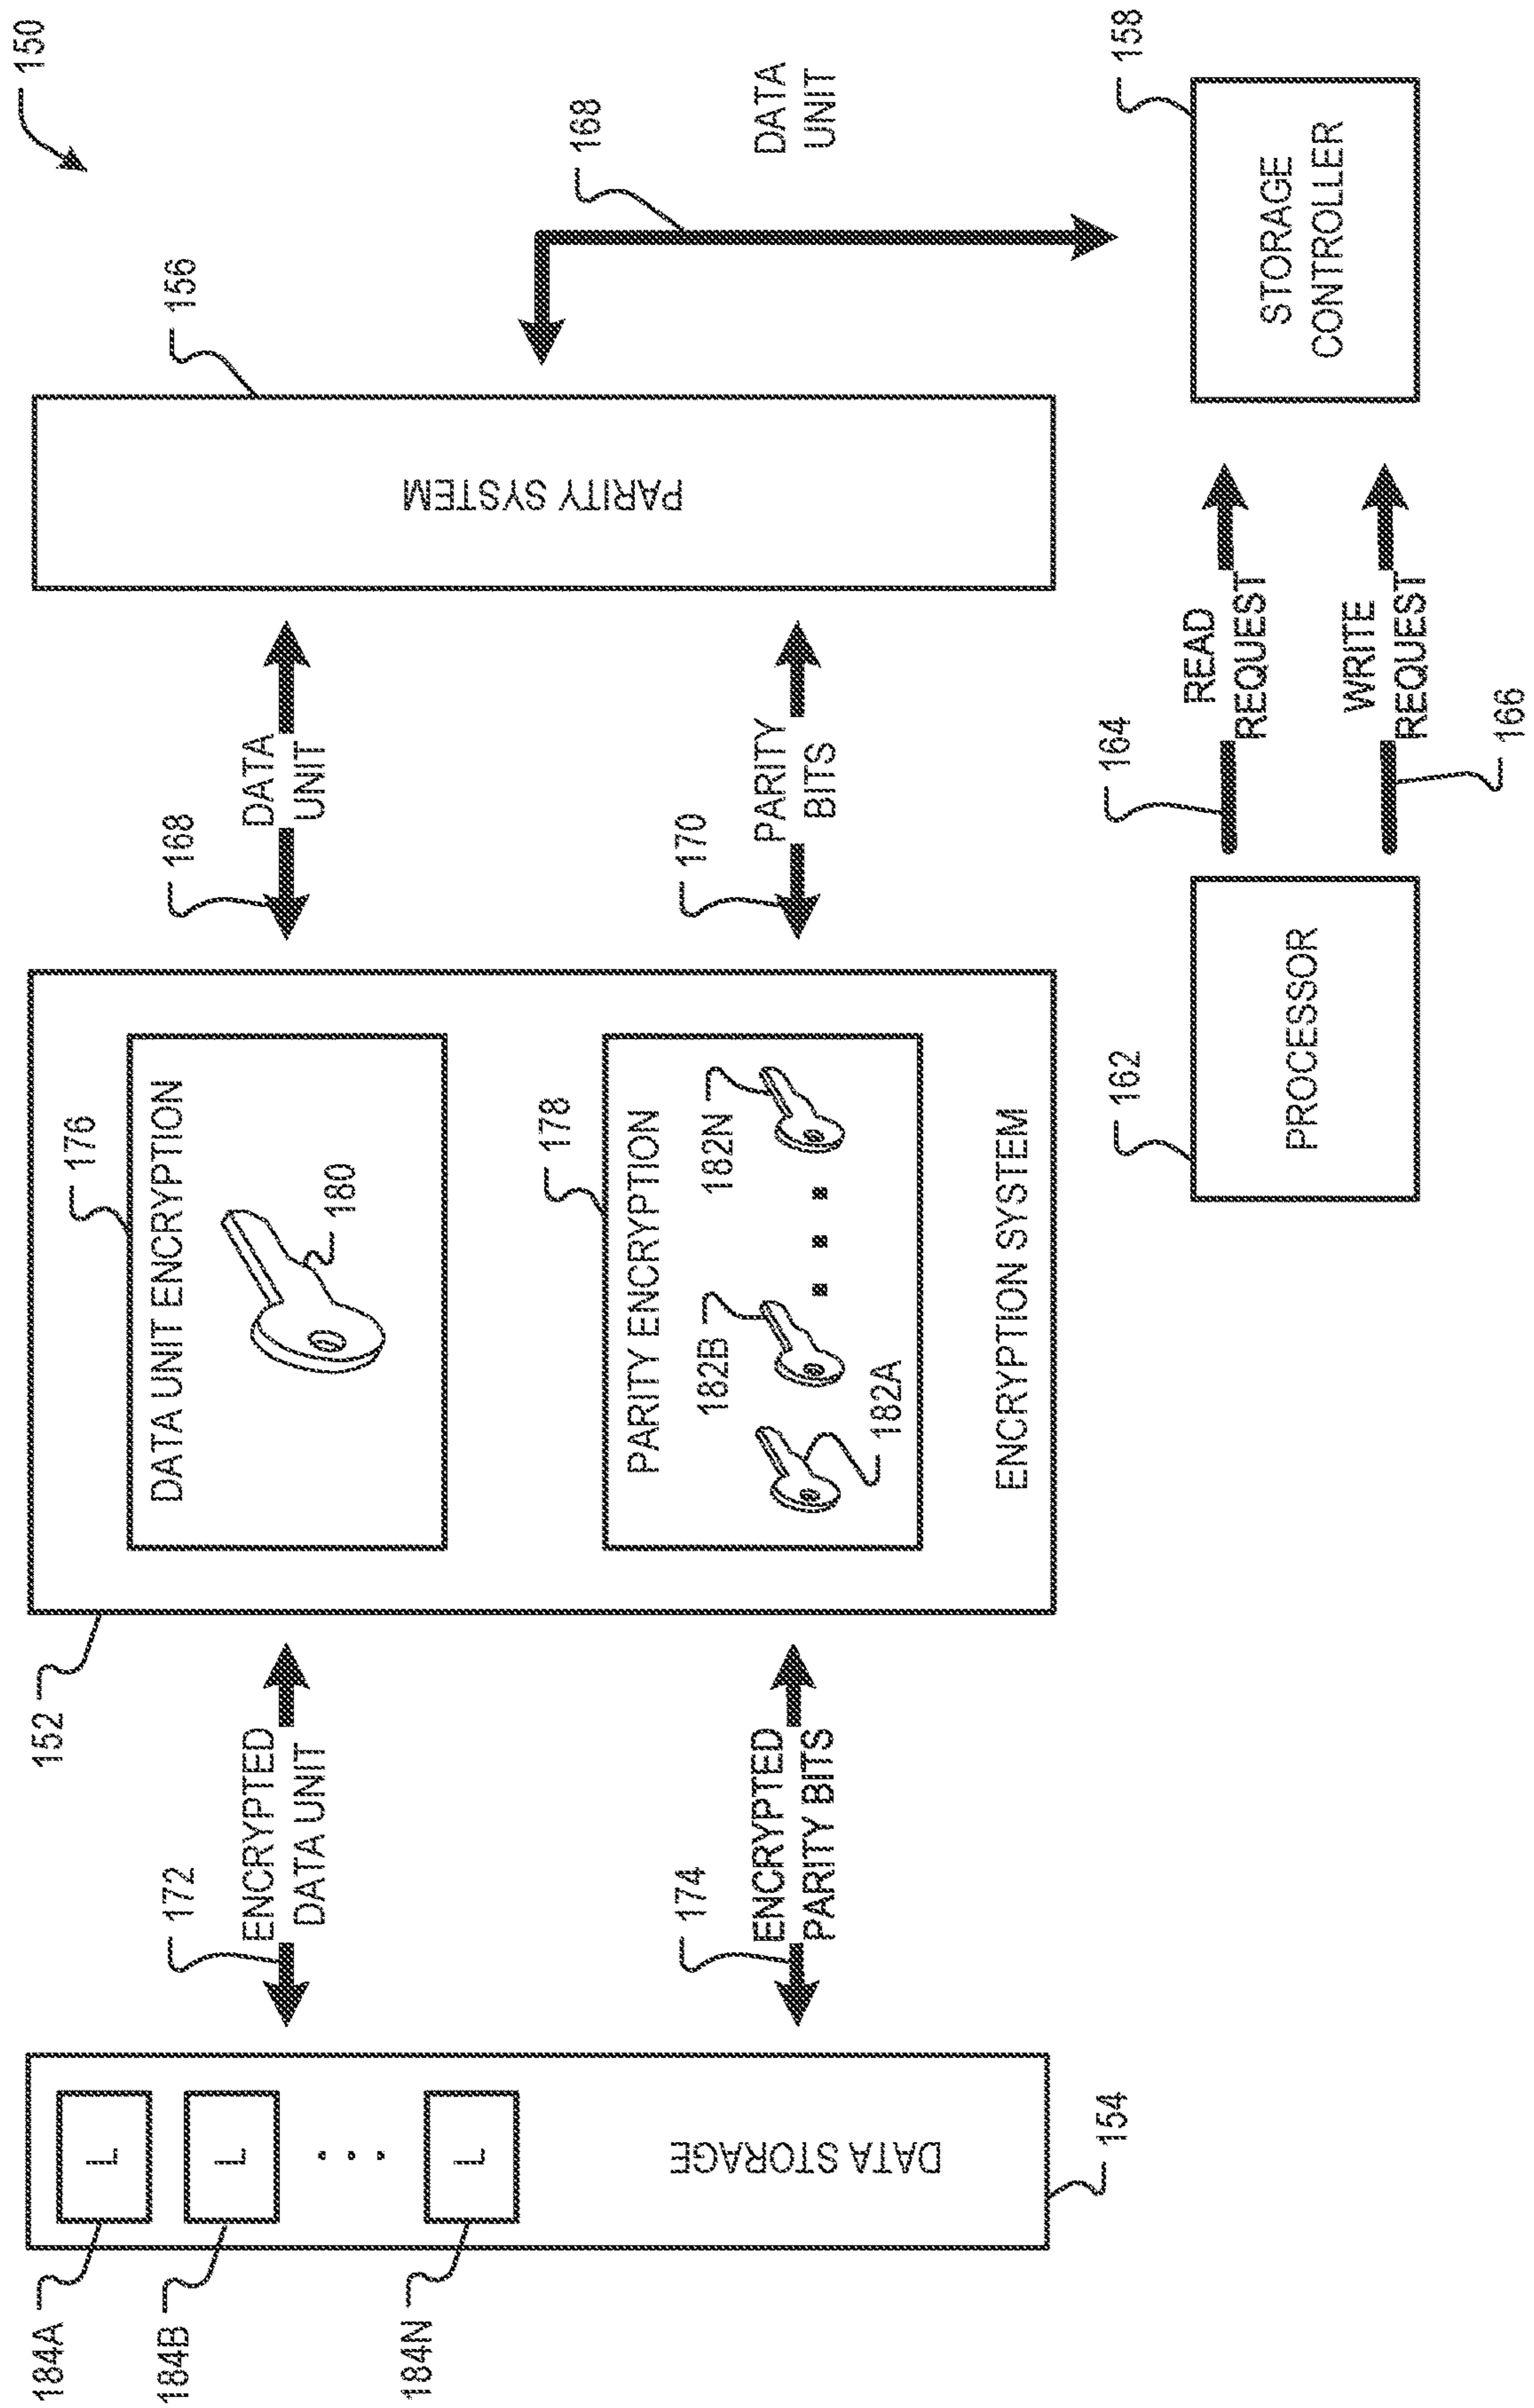 150
184A
L
184B
L
184N
L
DATA STORAGE
154
172
ENCRYPTED
DATA UNIT
174
ENCRYPTED
PARITY BITS
152
176
DATA UNIT ENCRYPTION
180
178
PARITY ENCRYPTION
182A
182B
182N
ENCRYPTION SYSTEM
168
DATA
UNIT
170
PARITY
BITS
156
PARITY SYSTEM
168
DATA
UNIT
162
PROCESSOR
164
READ
REQUEST
WRITE
REQUEST
166
158
STORAGE
CONTROLLER